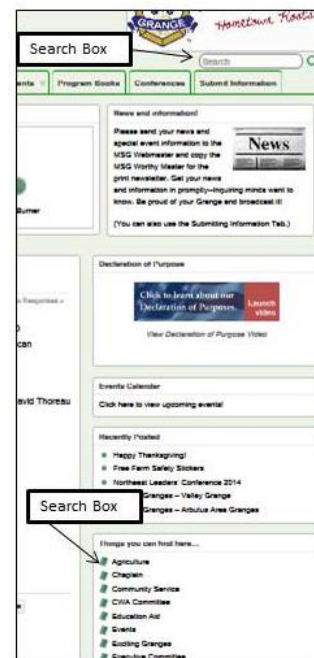 GRANGE
Hometown Roots
Search Box
Search
ents
Program Books
Conferences
Submit Information
News and information!
Please send your news and
special event information to the
MSG Webmaster and copy the
MSG Worthy Master for the
print newsletter. Get your news
and information in promptly--inquiring minds want to
know. Be proud of your Grange and broadcast it!
News
(You can also use the Submitting Information Tab.)
Burner
Declaration of Purpose
Click to learn about our
Declaration of Purposes.
Launch
video
View Declaration of Purpose Video
Responses »
can
avid Thoreau
Events Calendar
Click here to view upcoming events!
Recently Posted
Happy Thanksgiving!
Free Farm Safety Stickers
Northeast Leaders' Conference 2014
Granges – Valley Grange
Granges – Arbutus Area Granges
Search Box
Things you can find here...
Agriculture
Chaplain
Community Service
CWA Committee
Education Aid
Events
Exciting Granges
Executive Committee